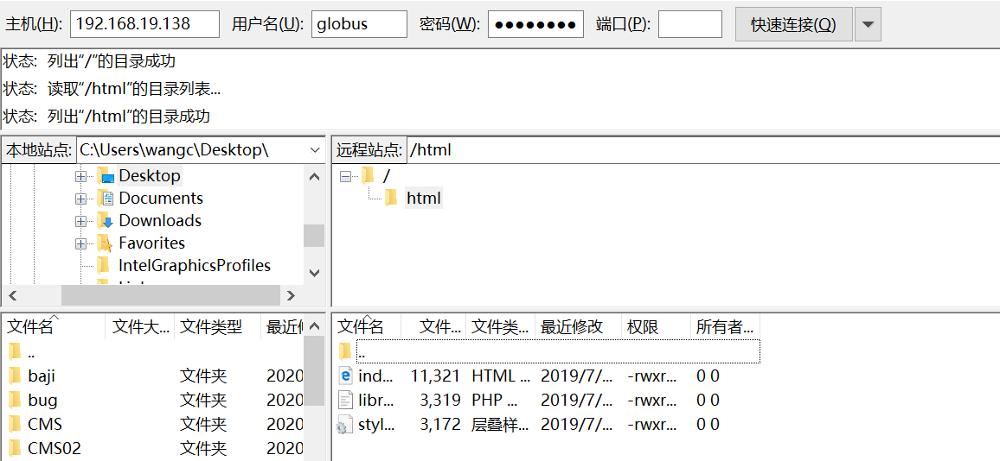 主机(H): 192.168.19.138 用户名(U): globus 密码(W): ●●●●●●●● 端口(P): 快速连接(Q)
状态: 列出“/”的目录成功
状态: 读取“/html”的目录列表...
状态: 列出“/html”的目录成功
本地站点: C:\Users\wangc\Desktop\
Desktop
Documents
Downloads
Favorites
IntelGraphicsProfiles
远程站点: /html
/
html
文件名 文件大... 文件类型 最近修
..
baji 文件夹 2020
bug 文件夹 2020
CMS 文件夹 2020
CMS02 文件夹 2020
文件名 文件... 文件类... 最近修改 权限 所有者...
..
ind... 11,321 HTML ... 2019/7/... -rwxr... 0 0
libr... 3,319 PHP ... 2019/7/... -rwxr... 0 0
styl... 3,172 层叠样... 2019/7/... -rwxr... 0 0